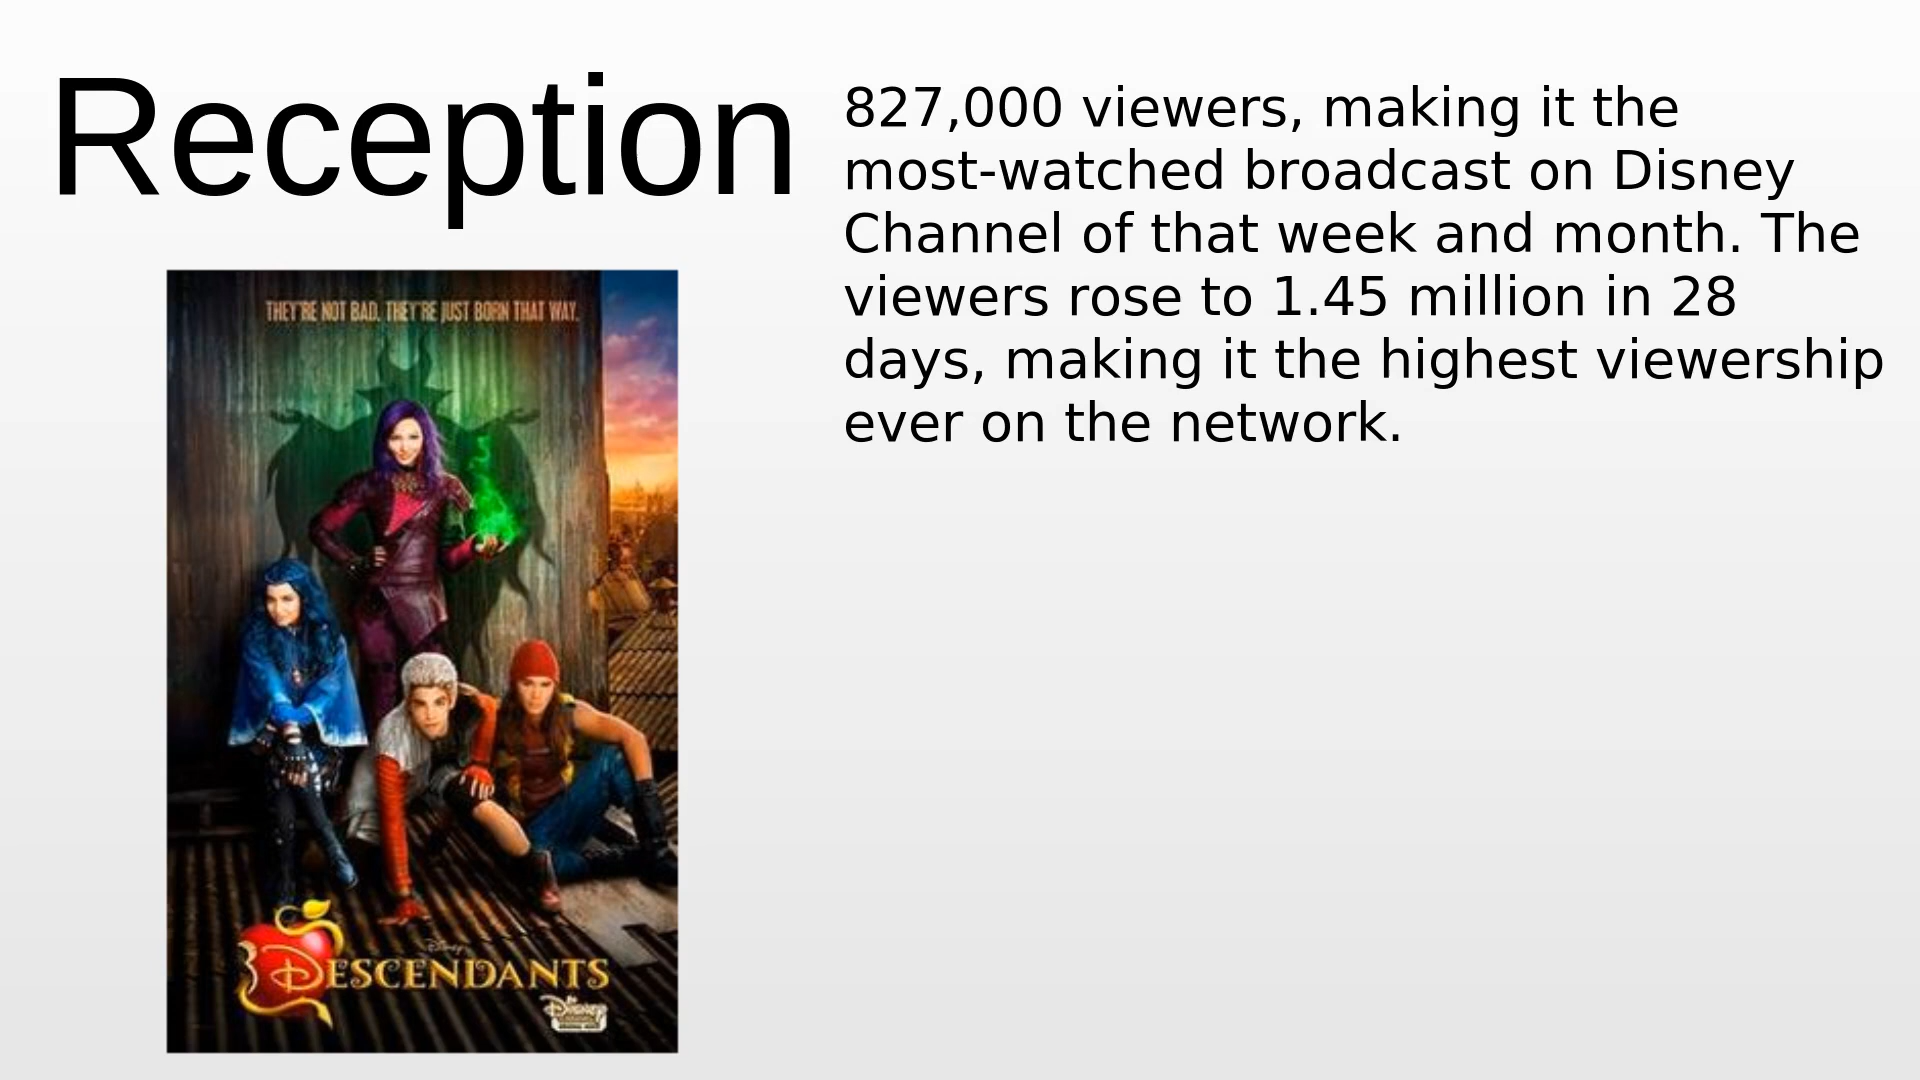 Reception
827,000 viewers, making it the
most-watched broadcast on Disney
Channel of that week and month. The
viewers rose to 1.45 million in 28
days, making it the highest viewership
ever on the network.
THEY'RE NOT BAD, THEY'RE JUST BORN THAT WAY.
Disney
DESCENDANTS
Disney